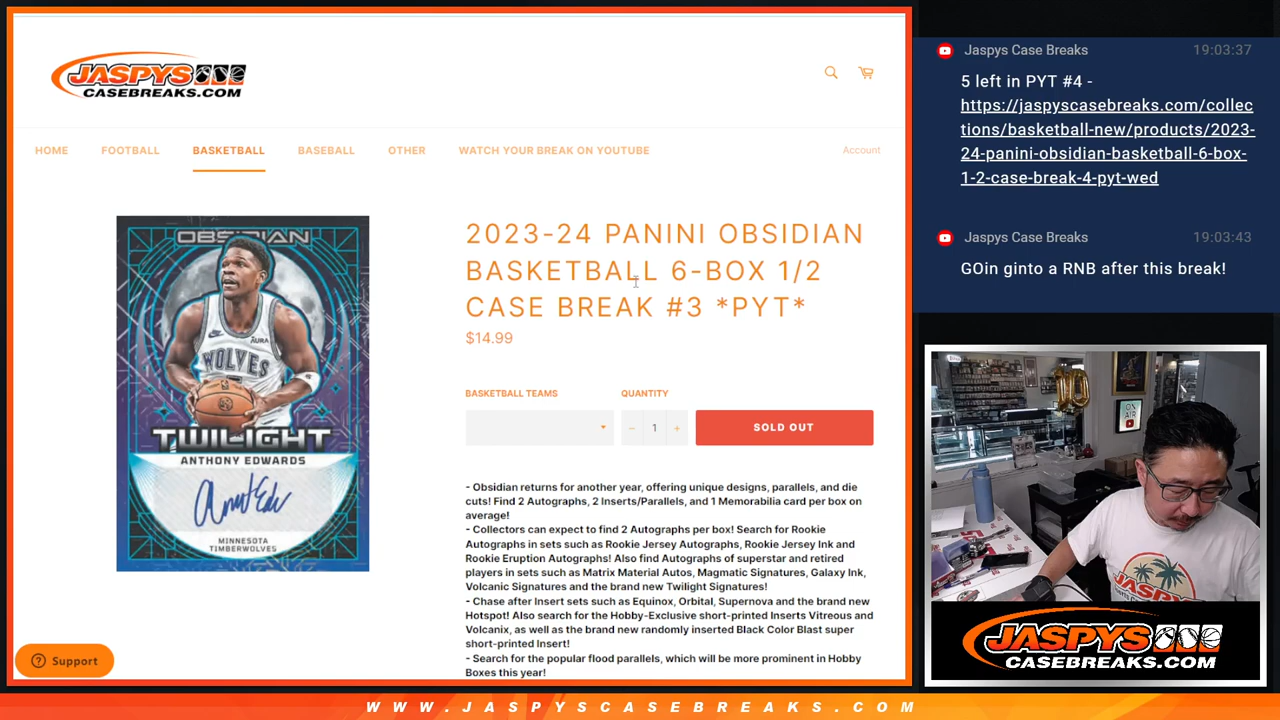 JASPYS
CASEBREAKS.COM
HOME FOOTBALL BASKETBALL BASEBALL OTHER WATCH YOUR BREAK ON YOUTUBE Account
OBSIDIAN
AURA
WOLVES
TWILIGHT
ANTHONY EDWARDS
MINNESOTA
TIMBERWOLVES
2023-24 PANINI OBSIDIAN
BASKETBALL 6-BOX 1/2
CASE BREAK #3 *PYT*
$14.99
BASKETBALL TEAMS QUANTITY
− 1 + SOLD OUT
- Obsidian returns for another year, offering unique designs, parallels, and die
cuts! Find 2 Autographs, 2 Inserts/Parallels, and 1 Memorabilia card per box on
average!
- Collectors can expect to find 2 Autographs per box! Search for Rookie
Autographs in sets such as Rookie Jersey Autographs, Rookie Jersey Ink and
Rookie Eruption Autographs! Also find Autographs of superstar and retired
players in sets such as Matrix Material Autos, Magmatic Signatures, Galaxy Ink,
Volcanic Signatures and the brand new Twilight Signatures!
- Chase after Insert sets such as Equinox, Orbital, Supernova and the brand new
Hotspot! Also search for the Hobby-Exclusive short-printed Inserts Vitreous and
Volcanix, as well as the brand new randomly inserted Black Color Blast super
short-printed Insert!
- Search for the popular flood parallels, which will be more prominent in Hobby
Boxes this year!
Support
Jaspys Case Breaks 19:03:37
5 left in PYT #4 -
https://jaspyscasebreaks.com/collec
tions/basketball-new/products/2023-
24-panini-obsidian-basketball-6-box-
1-2-case-break-4-pyt-wed
Jaspys Case Breaks 19:03:43
GOin ginto a RNB after this break!
10
ON
AIR
JASPYS
JASPYS
CASEBREAKS.COM
WWW.JASPYSCASEBREAKS.COM